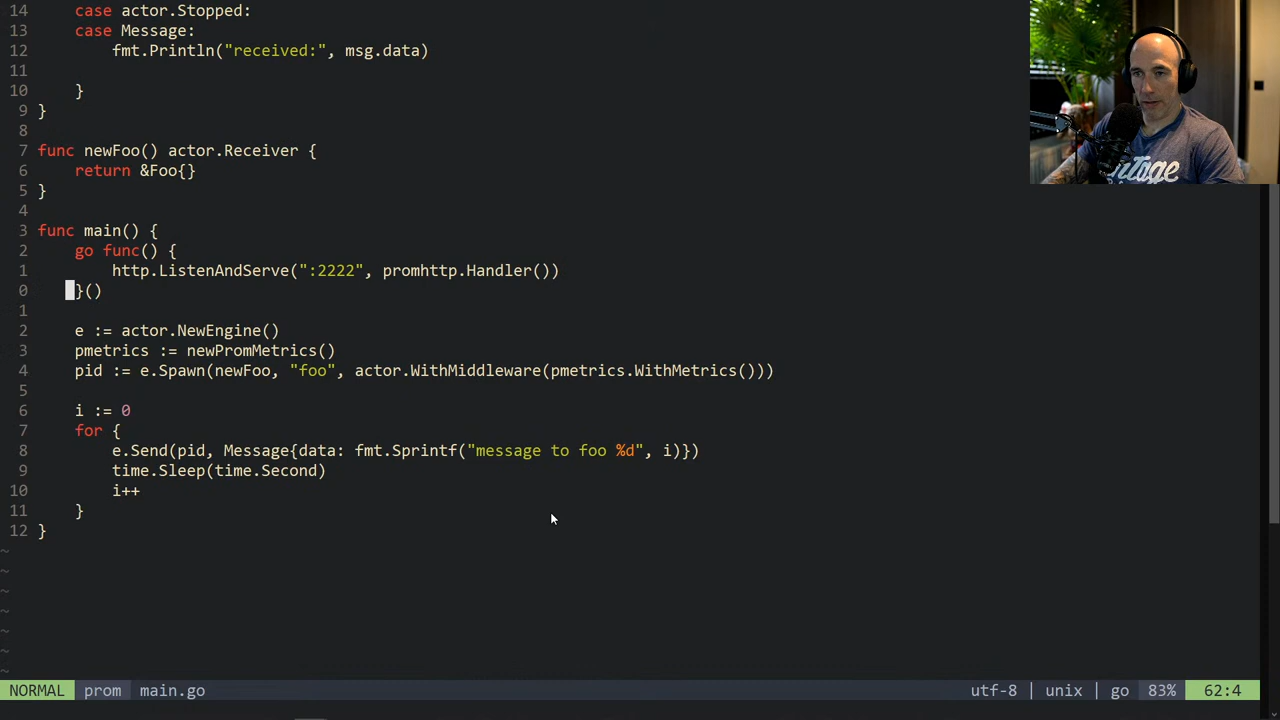 14 case actor.Stopped:
13 case Message:
12 fmt.Println("received:", msg.data)
11
10 }
9 }
8
7 func newFoo() actor.Receiver {
6 return &Foo{}
5 }
4
3 func main() {
2 go func() {
1 http.ListenAndServe(":2222", promhttp.Handler())
0 }()
1
2 e := actor.NewEngine()
3 pmetrics := newPromMetrics()
4 pid := e.Spawn(newFoo, "foo", actor.WithMiddleware(pmetrics.WithMetrics()))
5
6 i := 0
7 for {
8 e.Send(pid, Message{data: fmt.Sprintf("message to foo %d", i)})
9 time.Sleep(time.Second)
10 i++
11 }
12 }
~
~
~
~
~
~
~
NORMAL prom main.go utf-8 | unix | go 83% 62:4